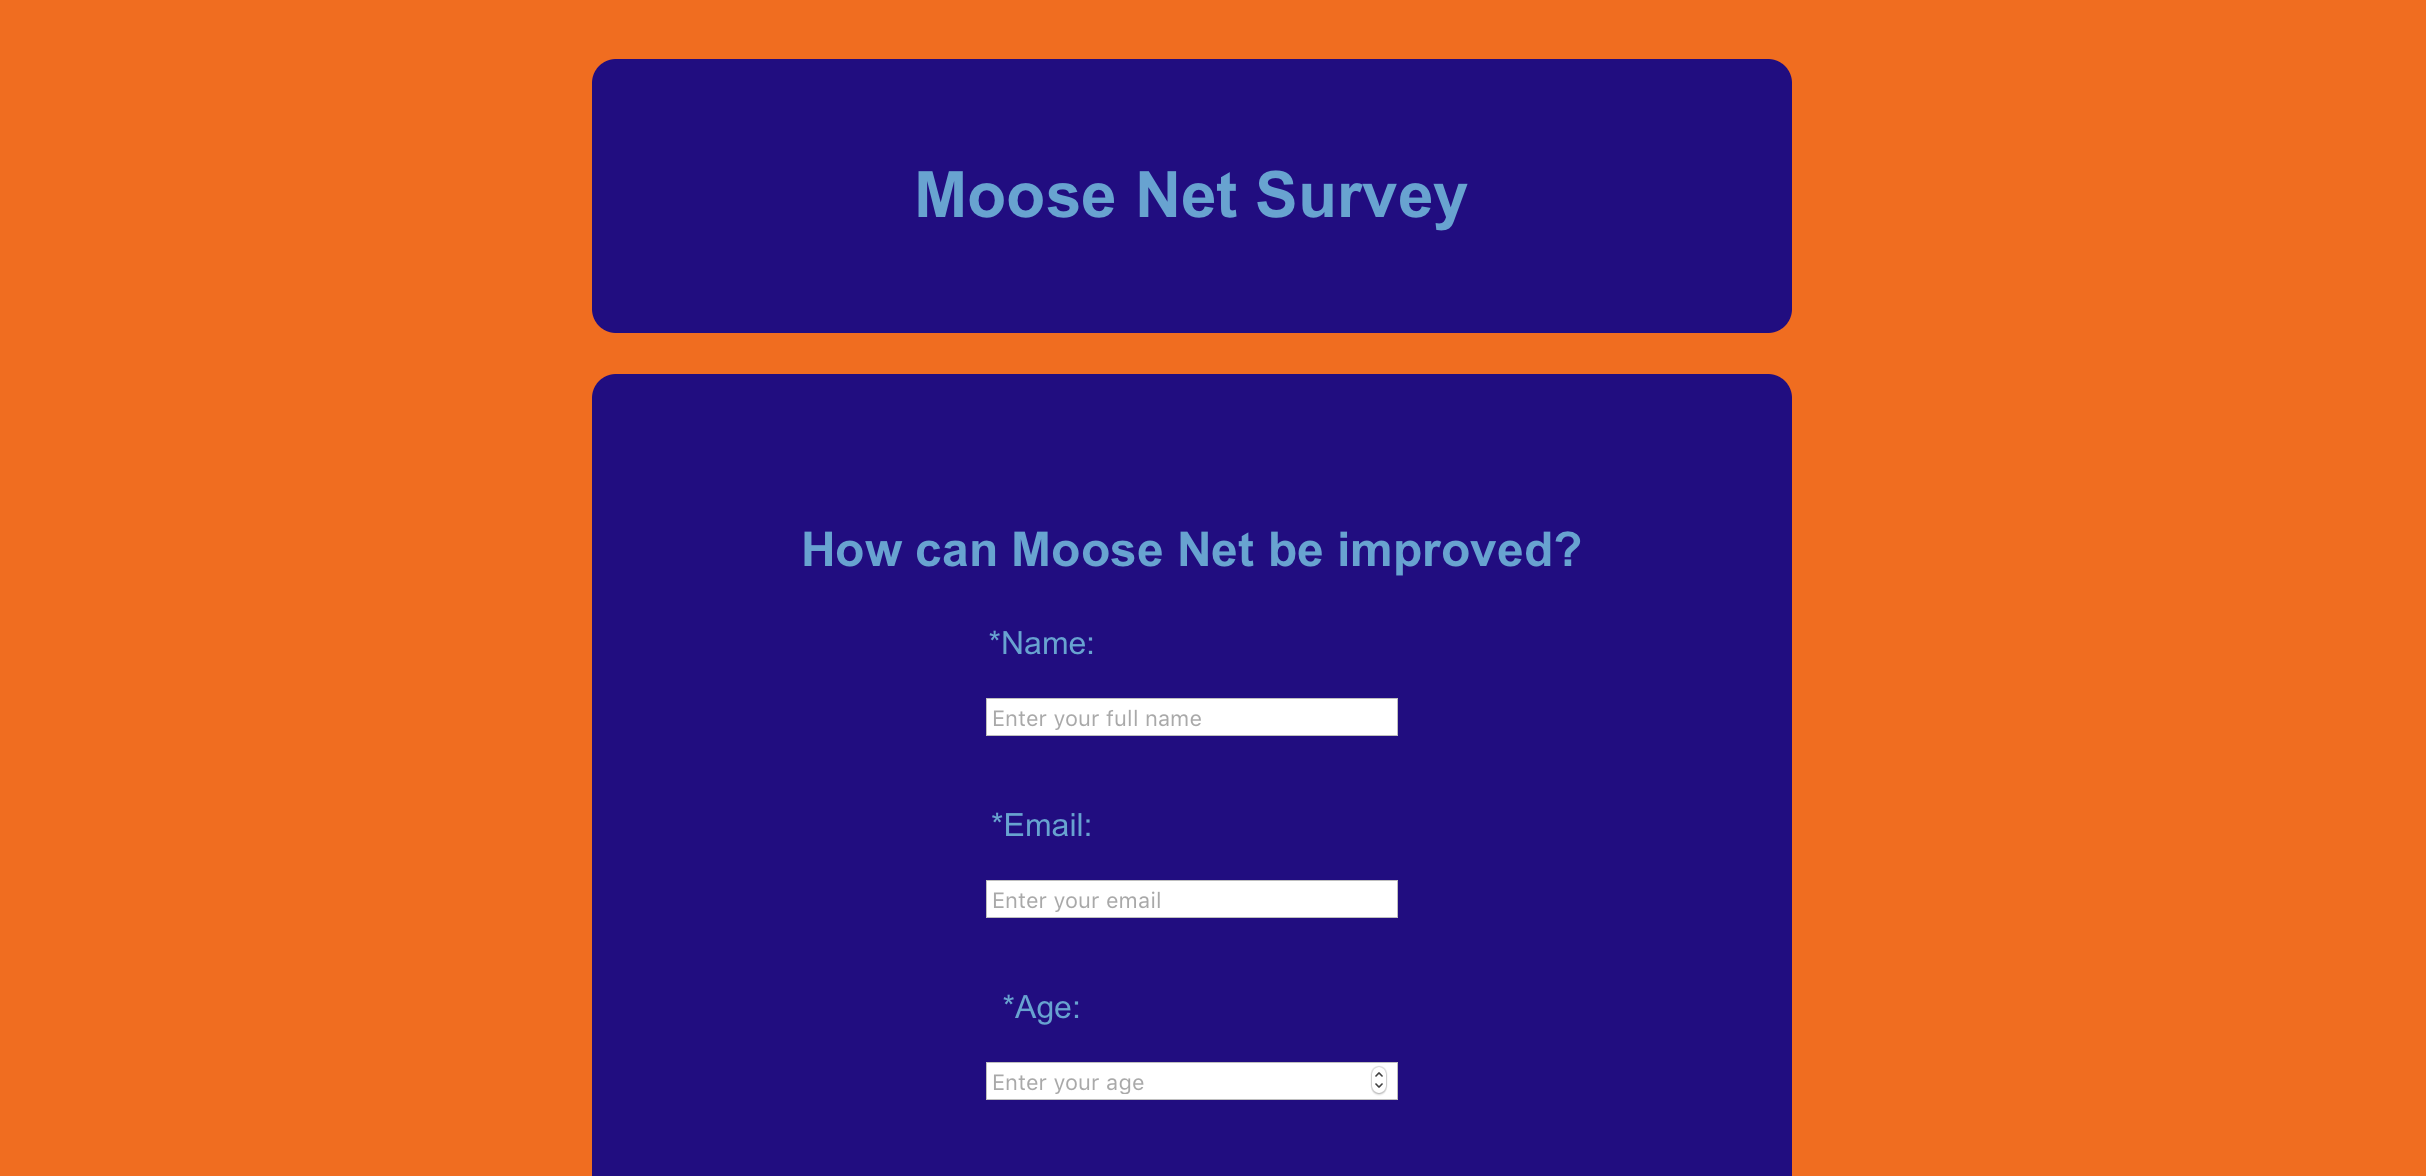 Moose Net Survey
How can Moose Net be improved?
*Name:
Enter your full name
*Email:
Enter your email
*Age:
Enter your age